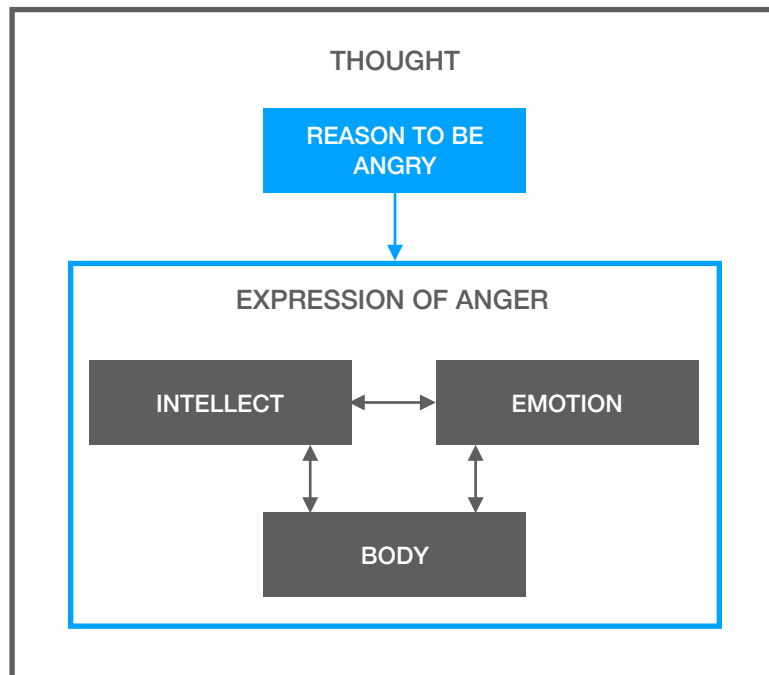 THOUGHT
REASON TO BE
ANGRY
EXPRESSION OF ANGER
INTELLECT
EMOTION
BODY